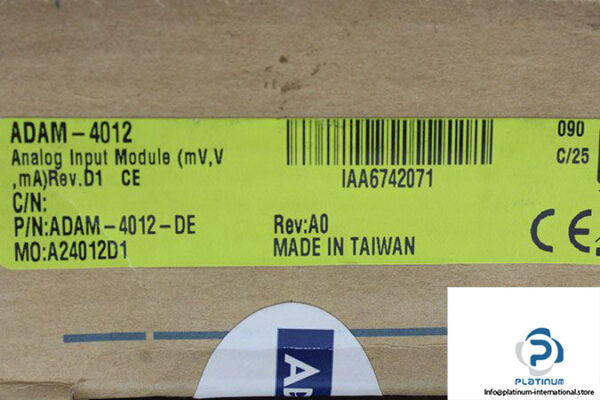 ADAM-4012
Analog Input Module (mV,V
,mA)Rev.D1 CE
C/N:
P/N:ADAM-4012-DE
MO:A24012D1
IAA6742071
Rev:A0
MADE IN TAIWAN
090
C/25
CE
AD
PLATINUM
Info@platinum-international.store